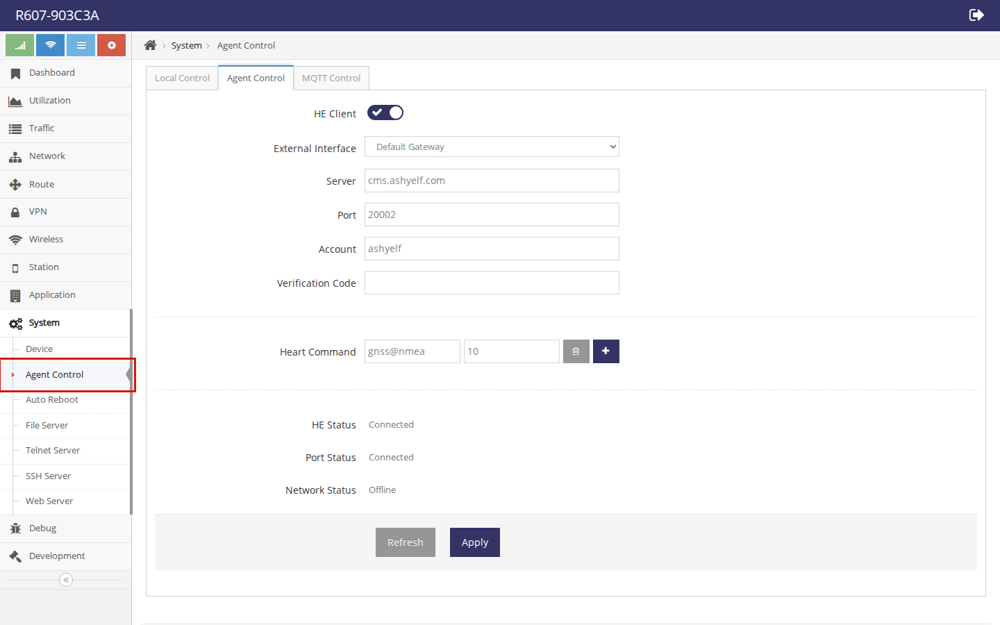 R607-903C3A
System
Agent Control
Dashboard
Utilization
Traffic
Network
Route
VPN
Wireless
Station
Application
System
Device
Agent Control
Auto Reboot
File Server
Telnet Server
SSH Server
Web Server
Debug
Development
Local Control
Agent Control
MQTT Control
HE Client
External Interface Default Gateway
Server cms.ashyelf.com
Port 20002
Account ashyelf
Verification Code
Heart Command gnss@nmea 10
HE Status Connected
Port Status Connected
Network Status Offline
Refresh Apply